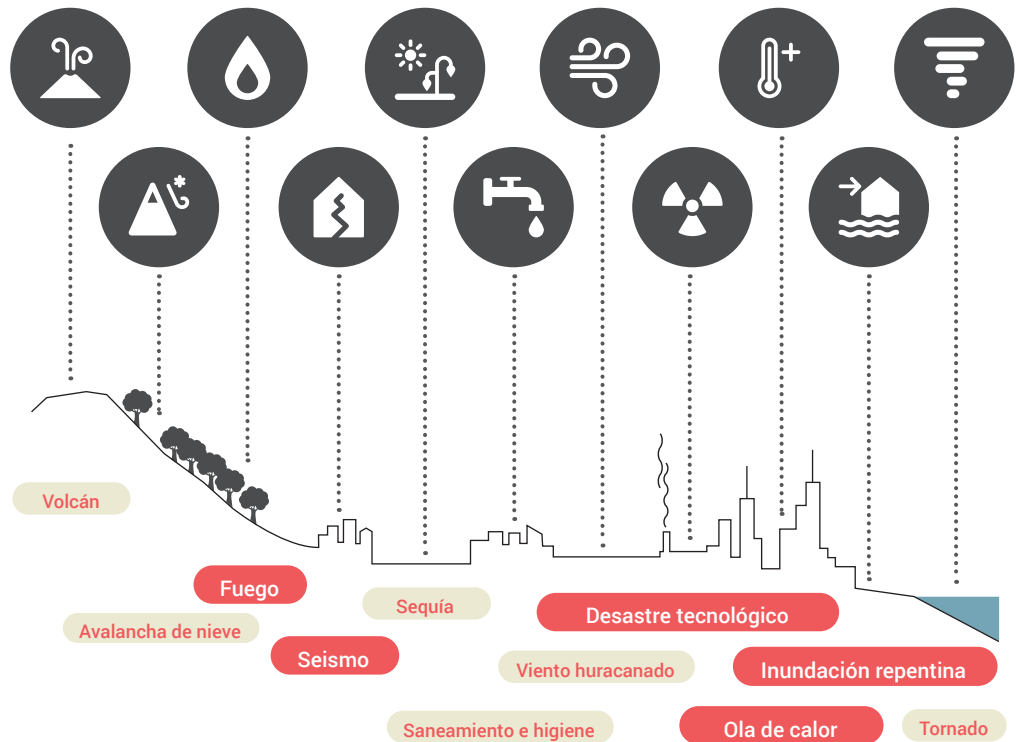 Volcán
Fuego
Avalancha de nieve
Seismo
Sequía
Desastre tecnológico
Viento huracanado
Inundación repentina
Saneamiento e higiene
Ola de calor
Tornado